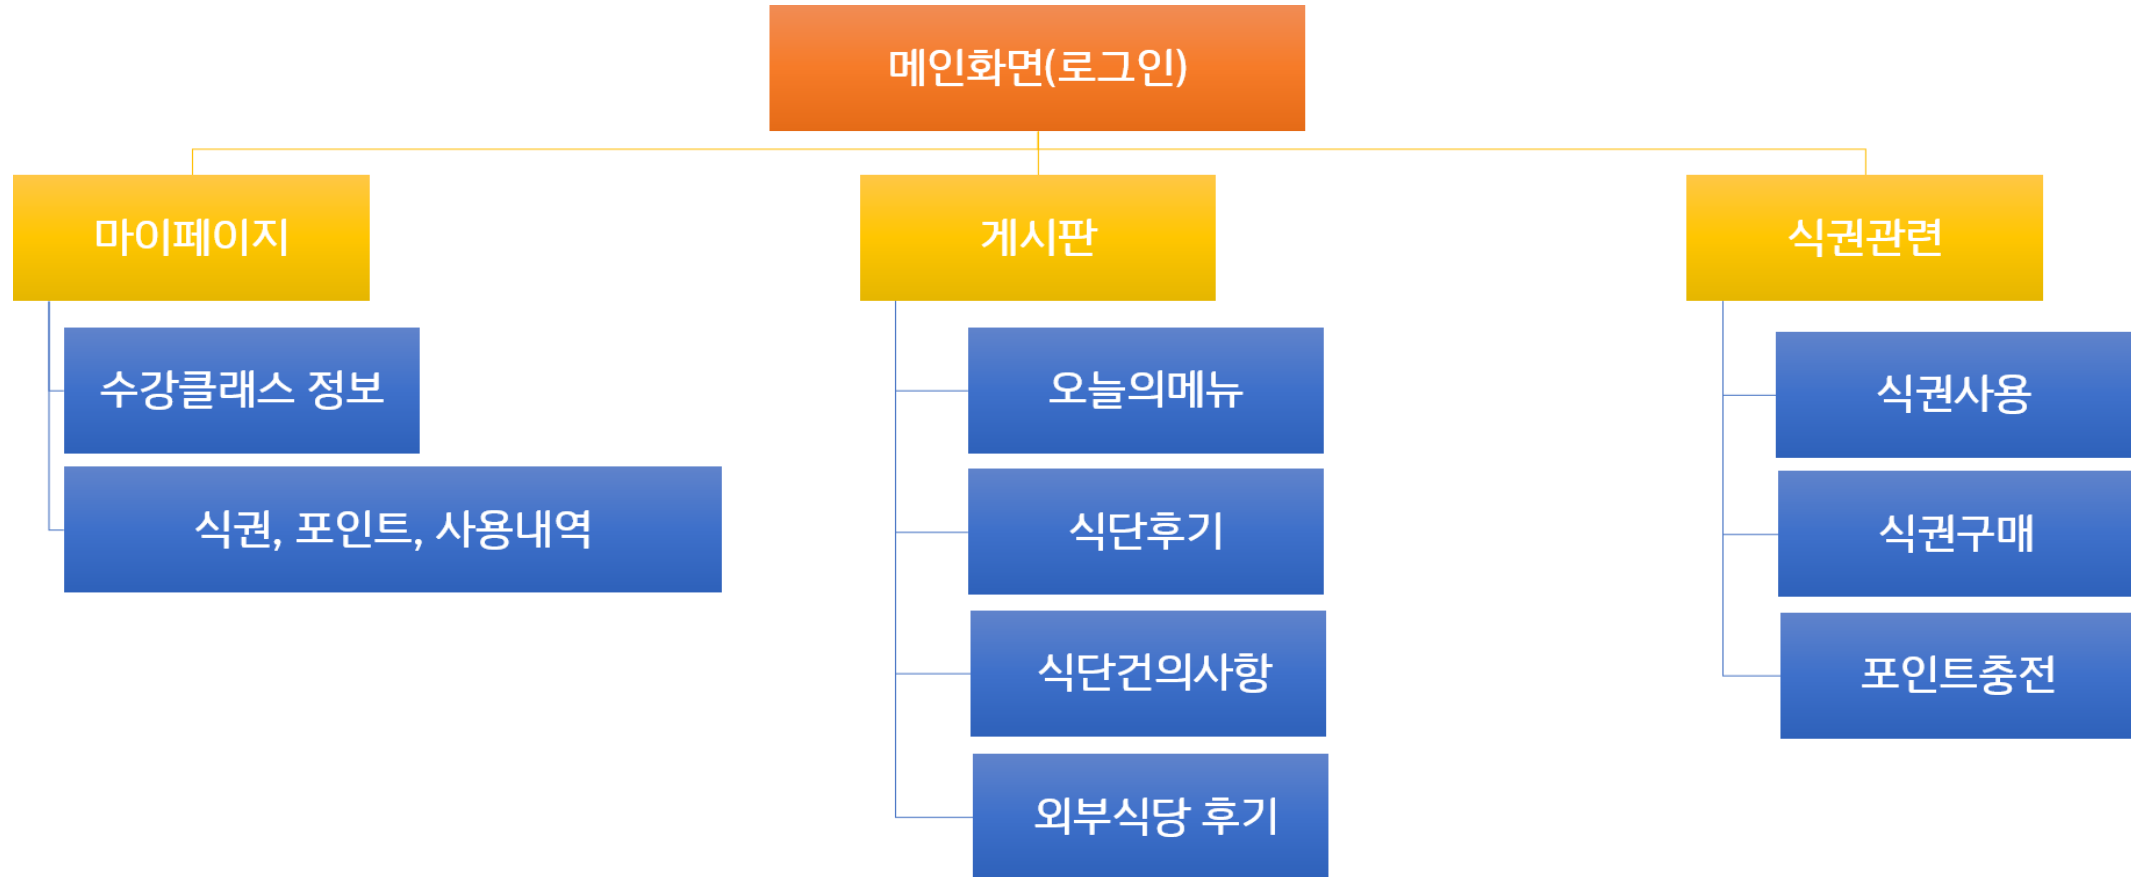 메인화면(로그인)
마이페이지
수강클래스 정보
식권, 포인트, 사용내역
게시판
오늘의메뉴
식단후기
식단건의사항
외부식당 후기
식권관련
식권사용
식권구매
포인트충전